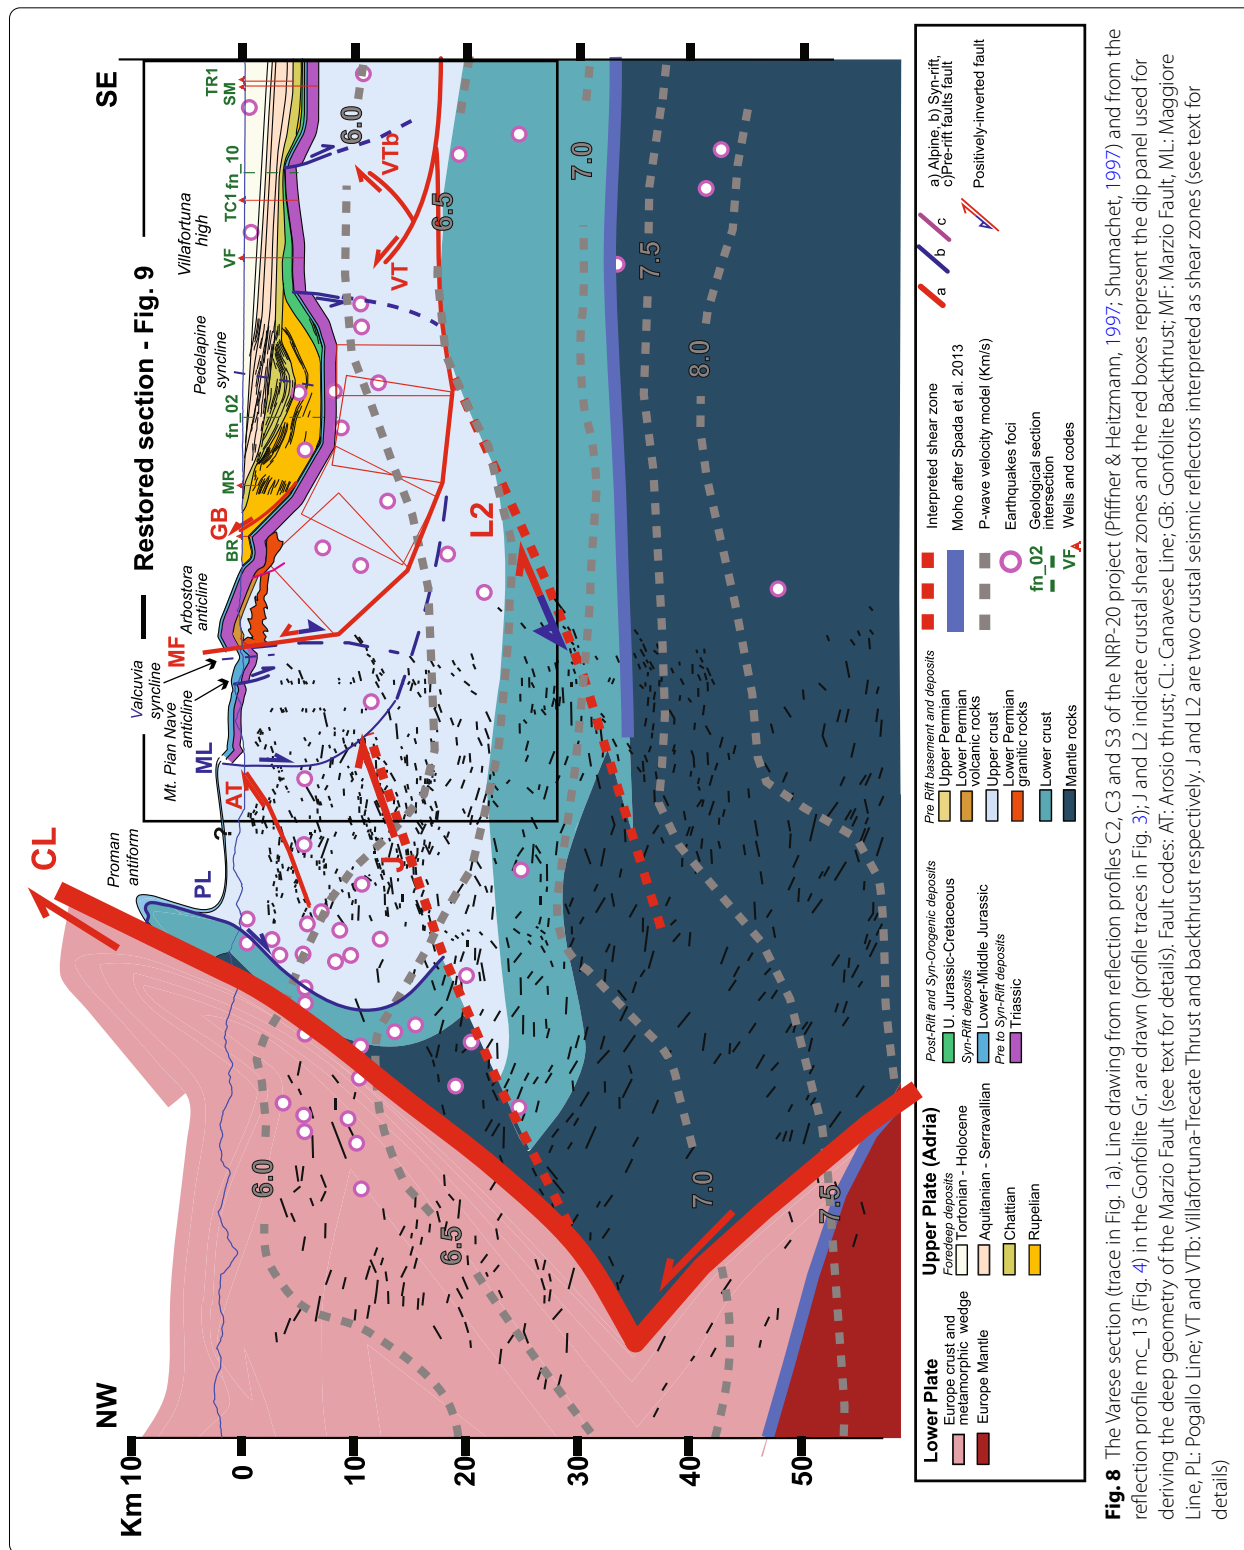 NW
SE
Restored section - Fig. 9
Km 10
0
10
20
30
40
50
CL
Proman
antiform
PL
?
AT
ML
Mt. Pian Nave
anticline
Valcuvia
syncline
MF
Arbostora
anticline
BR
GB
MR
fn_02
Pedelapine
syncline
VF
Villafortuna
high
TC1
fn_10
SM
TR1
VT
VTb
J
L2
6.0
6.5
7.0
7.5
6.0
6.5
7.0
7.5
8.0
Lower Plate
Europe crust and
metamorphic wedge
Europe Mantle
Upper Plate (Adria)
Foredeep deposits
Tortonian - Holocene
Aquitanian - Serravallian
Chattian
Rupelian
Post-Rift and Syn-Orogenic deposits
U. Jurassic-Cretaceous
Syn-Rift deposits
Lower-Middle Jurassic
Pre to Syn-Rift deposits
Triassic
Pre Rift basement and deposits
Upper Permian
Lower Permian
volcanic rocks
Upper crust
Lower Permian
granitic rocks
Lower crust
Mantle rocks
Interpreted shear zone
Moho after Spada et al. 2013
P-wave velocity model (Km/s)
Earthquakes foci
fn_02 Geological section
intersection
VF Wells and codes
a b c
a) Alpine, b) Syn-rift,
c)Pre-rift faults fault
Positively-inverted fault
Fig. 8 The Varese section (trace in Fig. 1a). Line drawing from reflection profiles C2, C3 and S3 of the NRP-20 project (Pfiffner & Heitzmann, 1997; Shumachet, 1997) and from the
reflection profile mc_13 (Fig. 4) in the Gonfolite Gr. are drawn (profile traces in Fig. 3); J and L2 indicate crustal shear zones and the red boxes represent the dip panel used for
deriving the deep geometry of the Marzio Fault (see text for details). Fault codes: AT: Arosio thrust; CL: Canavese Line; GB: Gonfolite Backthrust; MF: Marzio Fault, ML: Maggiore
Line, PL: Pogallo Line; VT and VTb: Villafortuna-Trecate Thrust and backthrust respectively. J and L2 are two crustal seismic reflectors interpreted as shear zones (see text for
details)